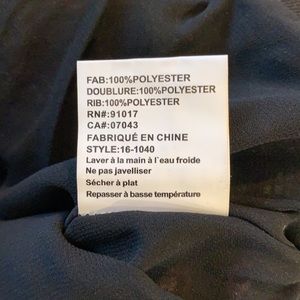 FAB:100%POLYESTER
DOUBLURE:100%POLYESTER
RIB:100%POLYESTER
RN#:91017
CA#:07043
FABRIQUÉ EN CHINE
STYLE:16-1040
Laver à la main à l`eau froide
Ne pas javelliser
Sécher à plat
Repasser à basse température